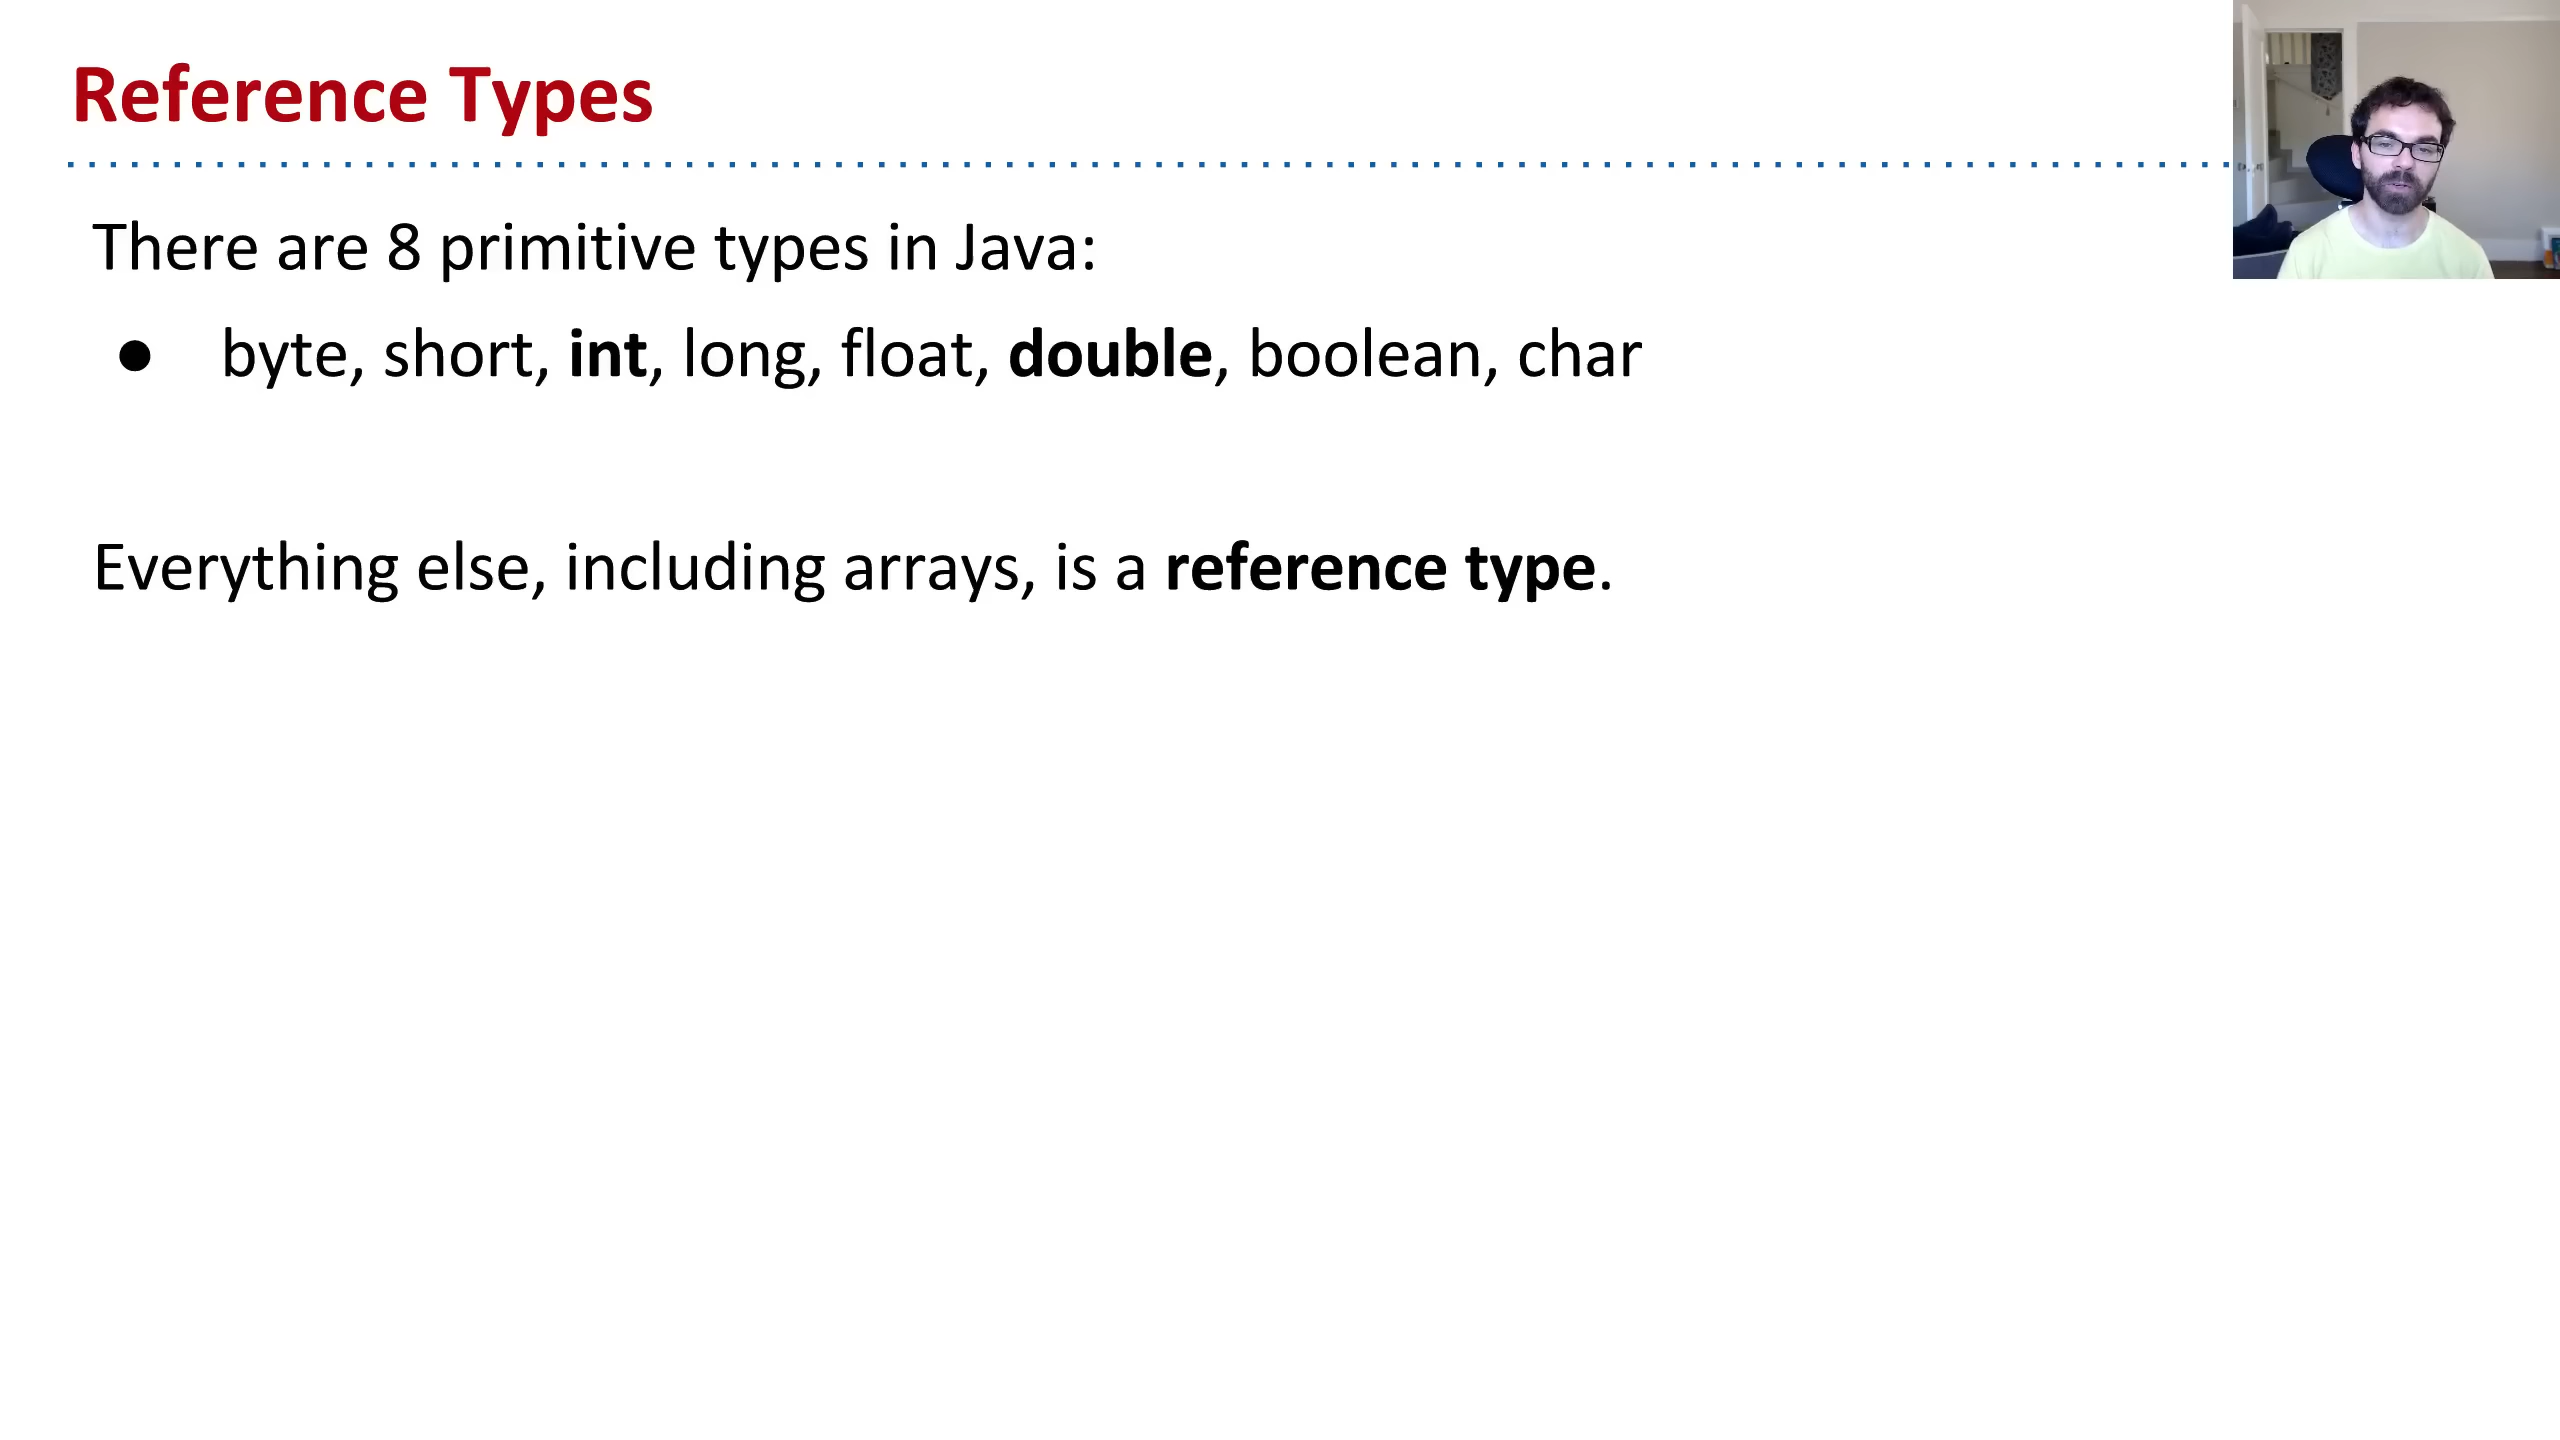 Reference Types
There are 8 primitive types in Java:
● byte, short, int, long, float, double, boolean, char
Everything else, including arrays, is a reference type.